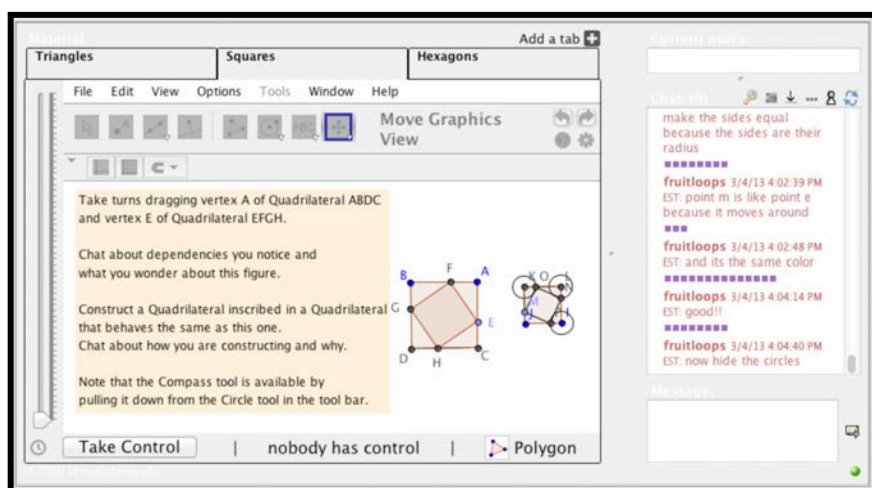 Material
Add a tab
Triangles
Squares
Hexagons
File Edit View Options Tools Window Help
ABC
Move Graphics
View
Take turns dragging vertex A of Quadrilateral ABDC
and vertex E of Quadrilateral EFGH.
Chat about dependencies you notice and
what you wonder about this figure.
Construct a Quadrilateral inscribed in a Quadrilateral
that behaves the same as this one.
Chat about how you are constructing and why.
Note that the Compass tool is available by
pulling it down from the Circle tool in the tool bar.
B F A
G
E
D H C
K O L
N
M
J I
Take Control | nobody has control | Polygon
Current users:
Chat: (0)
make the sides equal
because the sides are their
radius
fruitloops 3/4/13 4:02:39 PM
EST: point m is like point e
because it moves around
fruitloops 3/4/13 4:02:48 PM
EST: and its the same color
fruitloops 3/4/13 4:04:14 PM
EST: good!!
fruitloops 3/4/13 4:04:40 PM
EST: now hide the circles
Message: